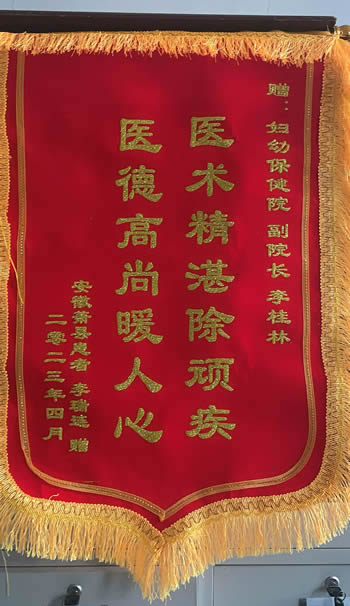 赠：妇幼保健院 副院长 李桂林
医术精湛除顽疾
医德高尚暖人心
安徽萧县患者 李瑞廷 赠
二零二三年四月